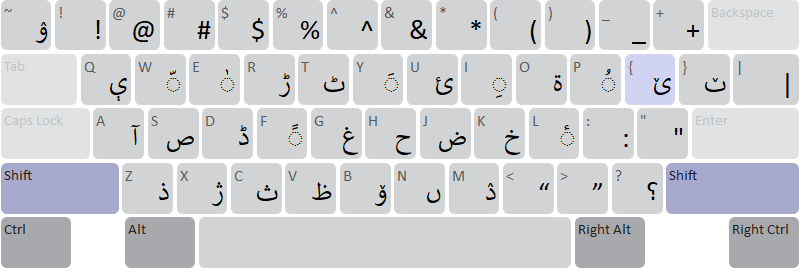 ~ ۋ ! ! @ @ # # $ $ % % ^ ^ & & * * ( ( ) ) _ _ + + Backspace
Tab Q ې W ّ E ٰ R ڑ T ٹ Y َ U ئ I ِ O ة P ُ { ێ } | |
Caps Lock A آ S ص D ڈ F ً G غ H ح J ض K خ L ٔ : : " " Enter
Shift Z ذ X ژ C ث V ظ B ۆ N ں M < “ > ” ? ؟ Shift
Ctrl Alt Right Alt Right Ctrl